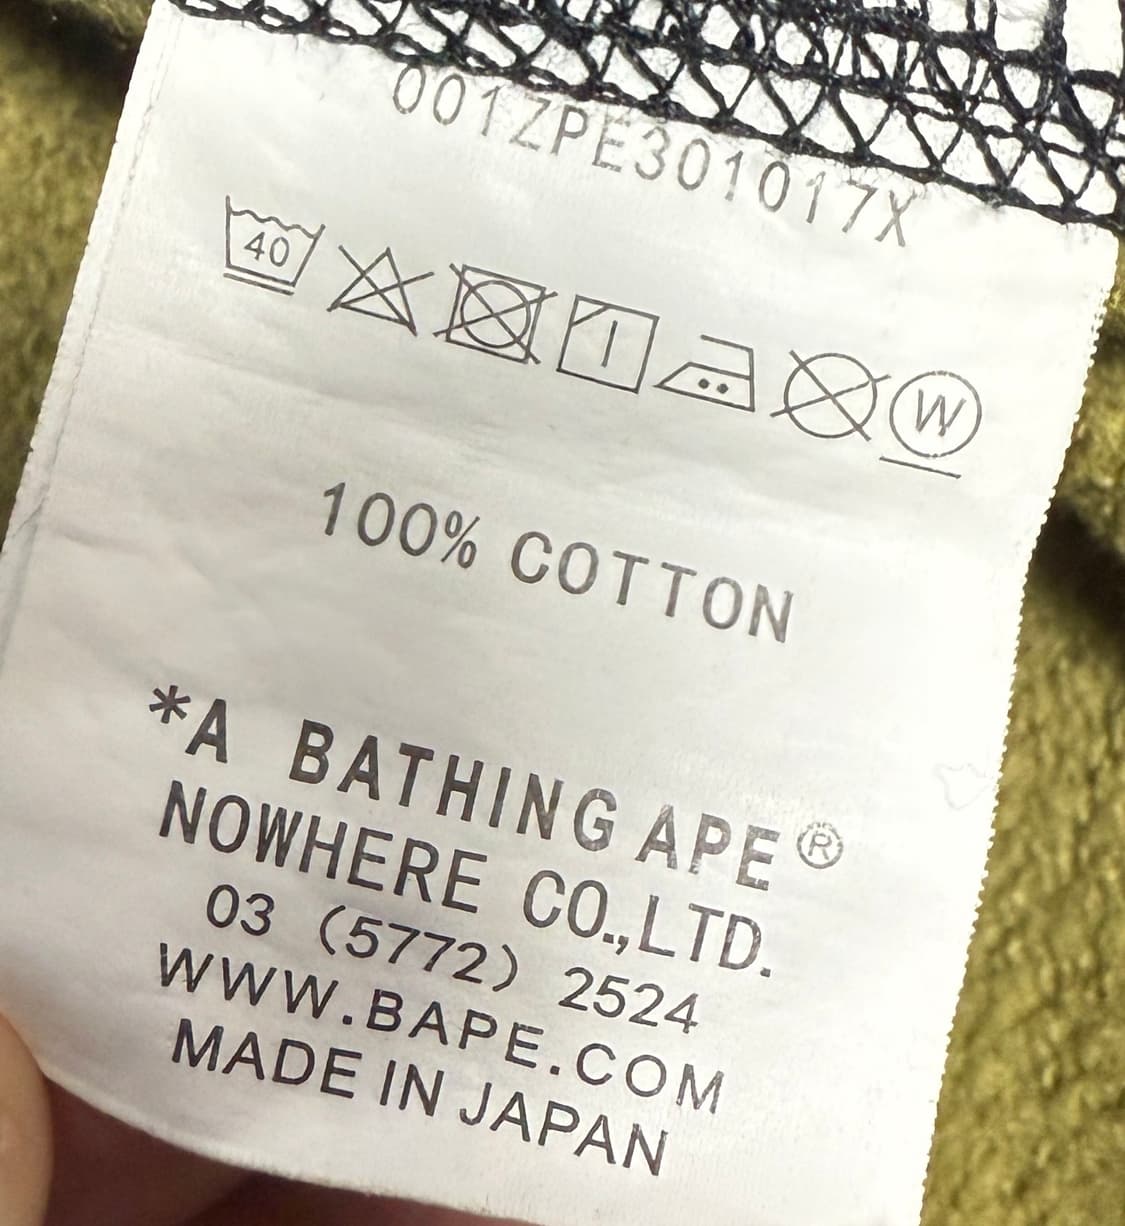 001ZPE301017X
40
W
100% COTTON
*A BATHING APE®
NOWHERE CO.,LTD.
03 (5772) 2524
WWW.BAPE.COM
MADE IN JAPAN